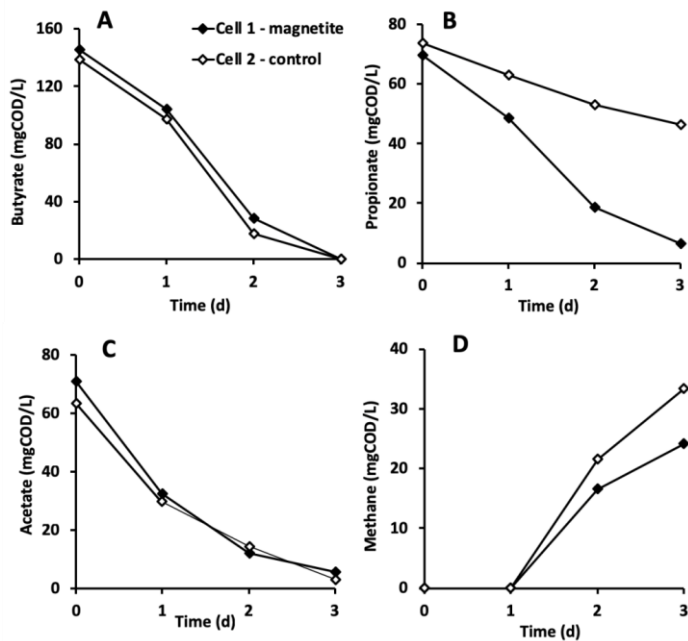 A
Cell 1 - magnetite
Cell 2 - control
Butyrate (mgCOD/L)
160
120
80
40
0
0 1 2 3
Time (d)
B
Propionate (mgCOD/L)
80
60
40
20
0
0 1 2 3
Time (d)
C
Acetate (mgCOD/L)
80
60
40
20
0
0 1 2 3
Time (d)
D
Methane (mgCOD/L)
40
30
20
10
0
0 1 2 3
Time (d)